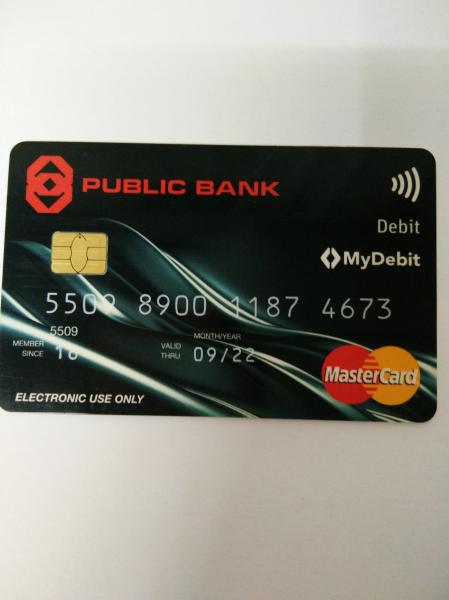 PUBLIC BANK
Debit
MyDebit
5509 8900 1187 4673
5509
MONTH/YEAR
MEMBER SINCE 16 VALID THRU 09/22
MasterCard
ELECTRONIC USE ONLY